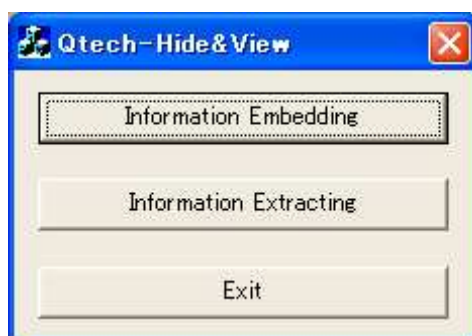 Qtech-Hide&View
Information Embedding
Information Extracting
Exit